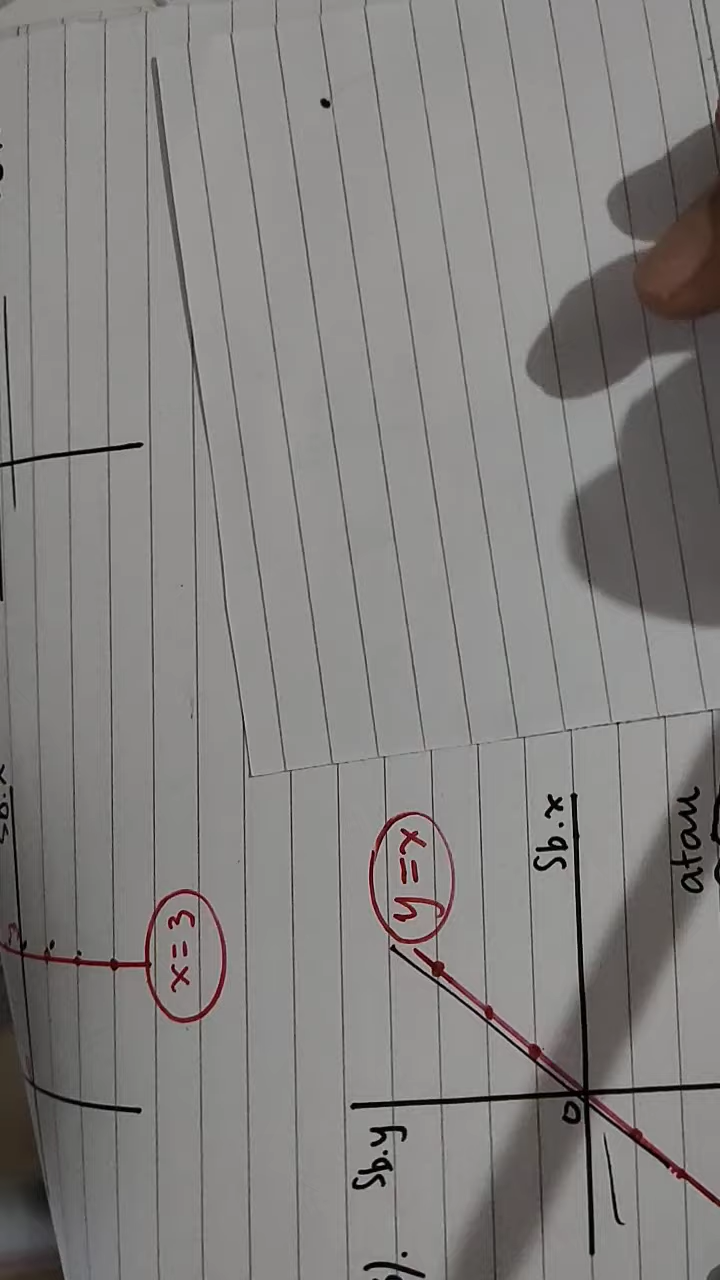 x = 3
y = x
Sb.y
Sb.x
0
atau